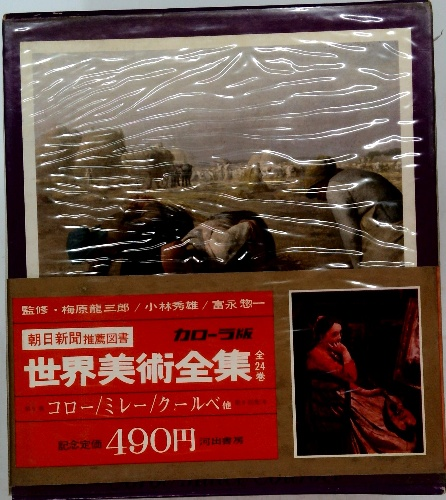 監修・梅原龍三郎/小林秀雄/富永惣一
朝日新聞推薦図書
カローラ版
世界美術全集 全24巻
コロー/ミレー/クールベ他
記念定価 490円 河出書房